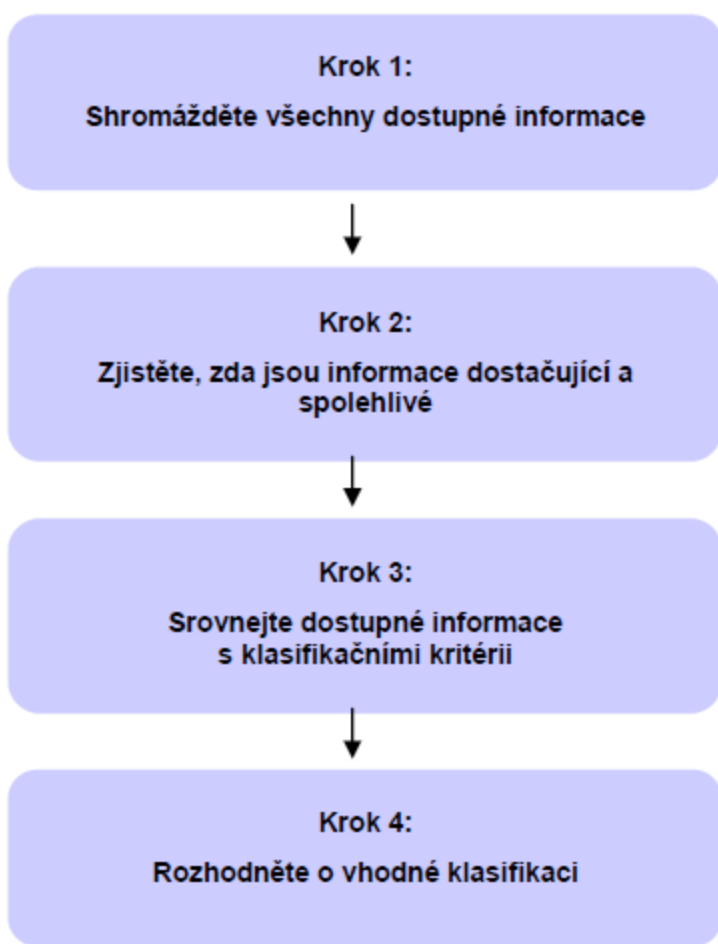 Krok 1:
Shromážděte všechny dostupné informace
Krok 2:
Zjistěte, zda jsou informace dostačující a
spolehlivé
Krok 3:
Srovnejte dostupné informace
s klasifikačními kritérii
Krok 4:
Rozhodněte o vhodné klasifikaci